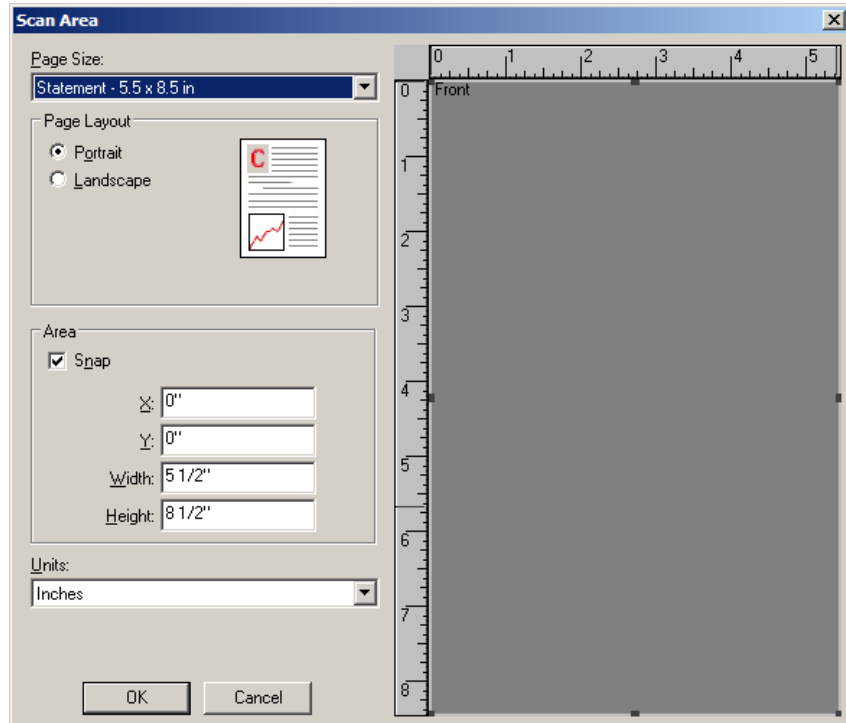 Scan Area
Page Size:
Statement - 5.5 x 8.5 in
Page Layout
Portrait
Landscape
C
Area
Snap
X: 0"
Y: 0"
Width: 5 1/2"
Height: 8 1/2"
Units:
Inches
OK Cancel
0 1 2 3 4 5
0 Front
1
2
3
4
5
6
7
8